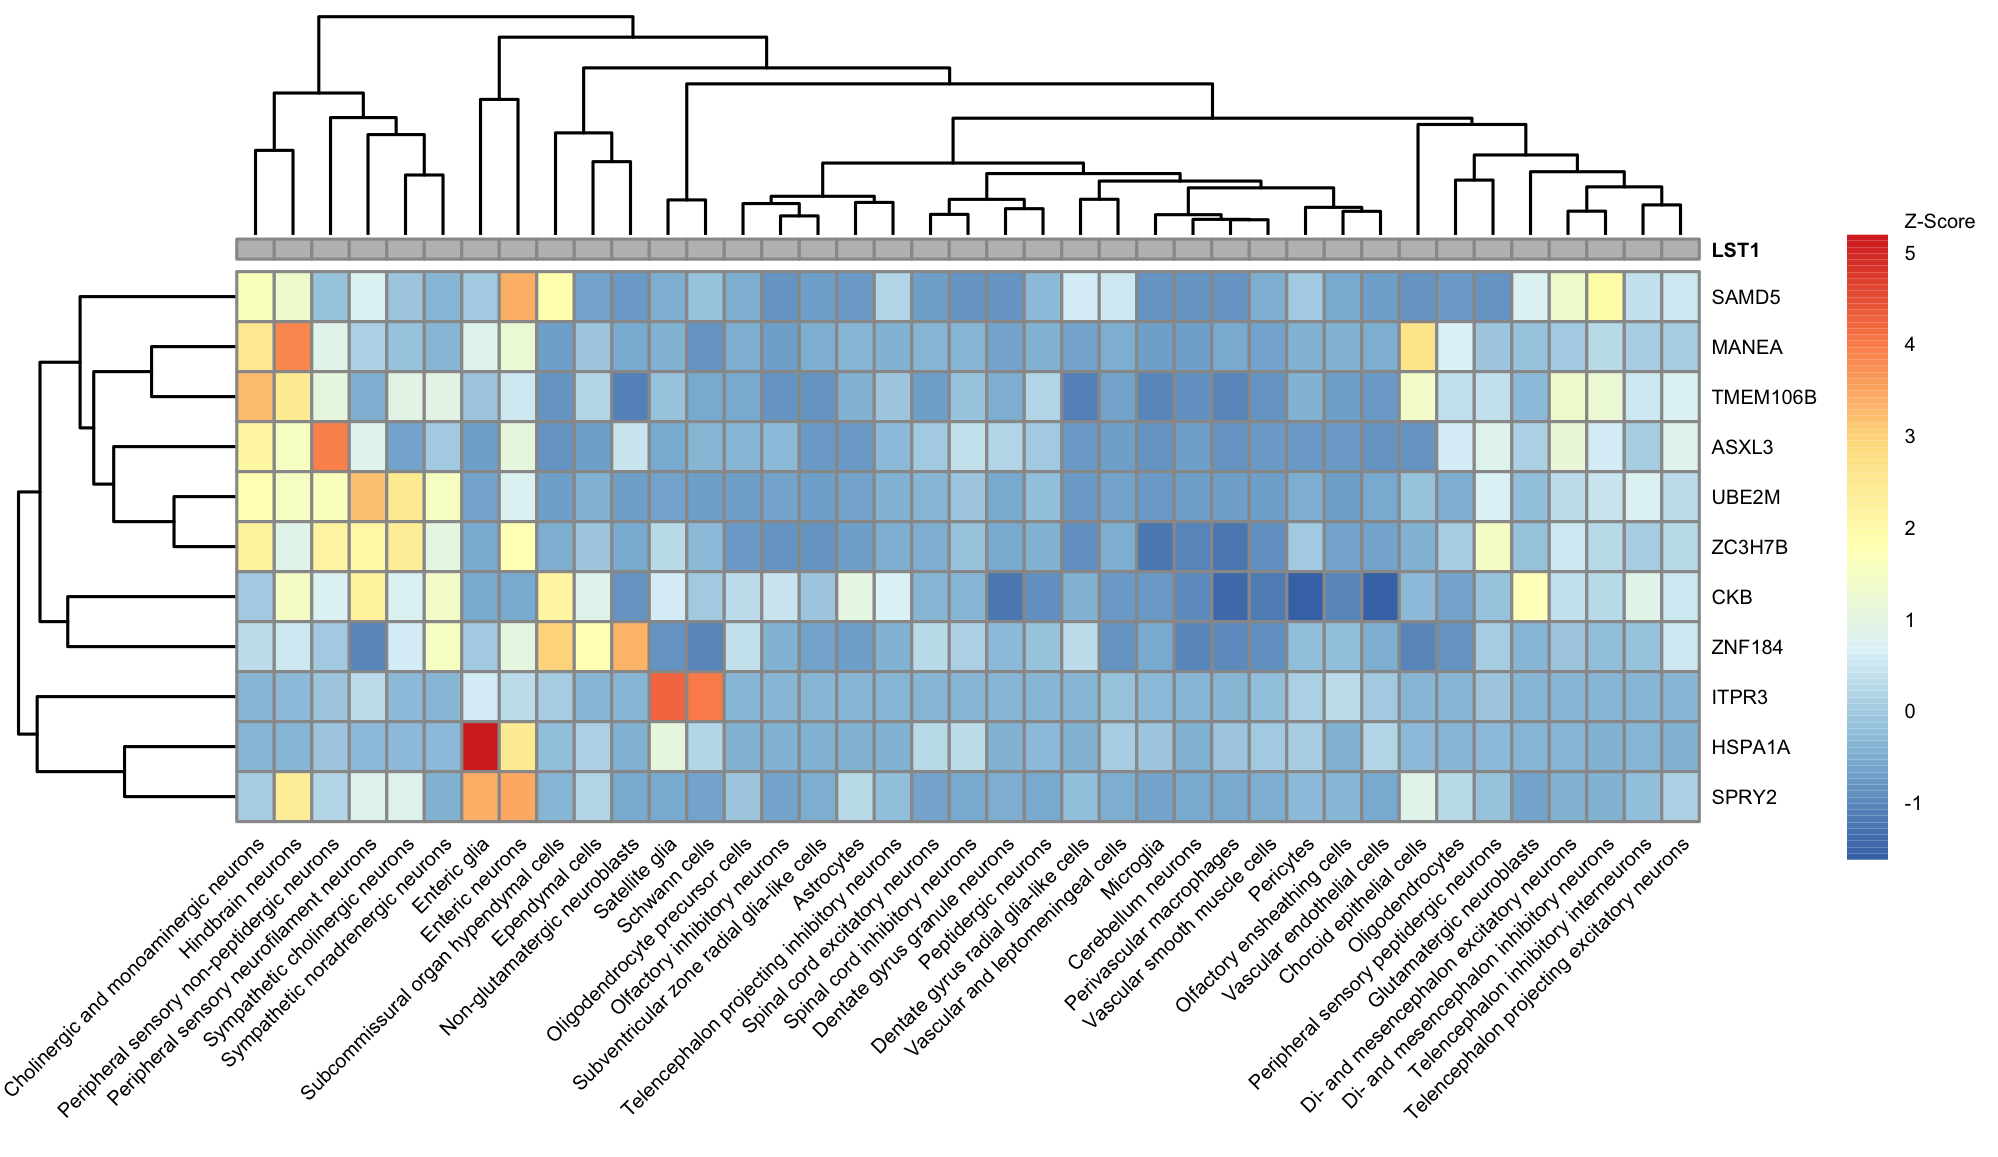 Z-Score
5
4
3
2
1
0
-1
LST1
SAMD5
MANEA
TMEM106B
ASXL3
UBE2M
ZC3H7B
CKB
ZNF184
ITPR3
HSPA1A
SPRY2
Cholinergic and monoaminergic neurons
Hindbrain neurons
Peripheral sensory non-peptidergic neurons
Peripheral sensory neurofilament neurons
Sympathetic cholinergic neurons
Sympathetic noradrenergic neurons
Enteric glia
Enteric neurons
Subcommissural organ hypendymal cells
Ependymal cells
Non-glutamatergic neuroblasts
Satellite glia
Schwann cells
Oligodendrocyte precursor cells
Olfactory inhibitory neurons
Subventricular zone radial glia-like cells
Astrocytes
Telencephalon projecting inhibitory neurons
Spinal cord excitatory neurons
Spinal cord inhibitory neurons
Dentate gyrus granule neurons
Peptidergic neurons
Dentate gyrus radial glia-like cells
Vascular and leptomeningeal cells
Microglia
Cerebellum neurons
Perivascular macrophages
Vascular smooth muscle cells
Pericytes
Olfactory ensheathing cells
Vascular endothelial cells
Choroid epithelial cells
Oligodendrocytes
Peripheral sensory peptidergic neurons
Glutamatergic neuroblasts
Di- and mesencephalon excitatory neurons
Di- and mesencephalon inhibitory neurons
Telencephalon inhibitory interneurons
Telencephalon projecting excitatory neurons